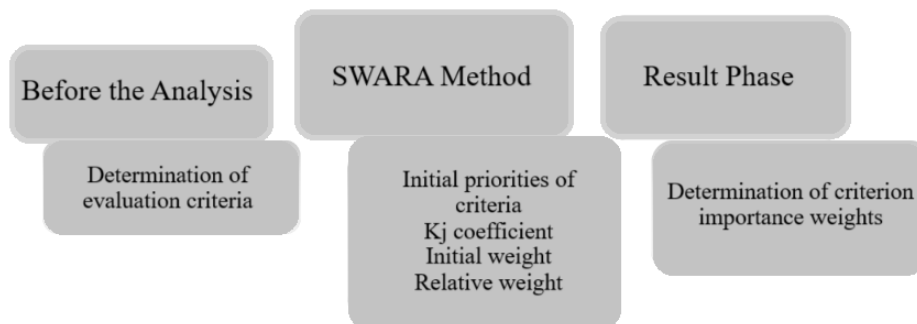 Before the Analysis
Determination of
evaluation criteria
SWARA Method
Initial priorities of
criteria
Kj coefficient
Initial weight
Relative weight
Result Phase
Determination of criterion
importance weights